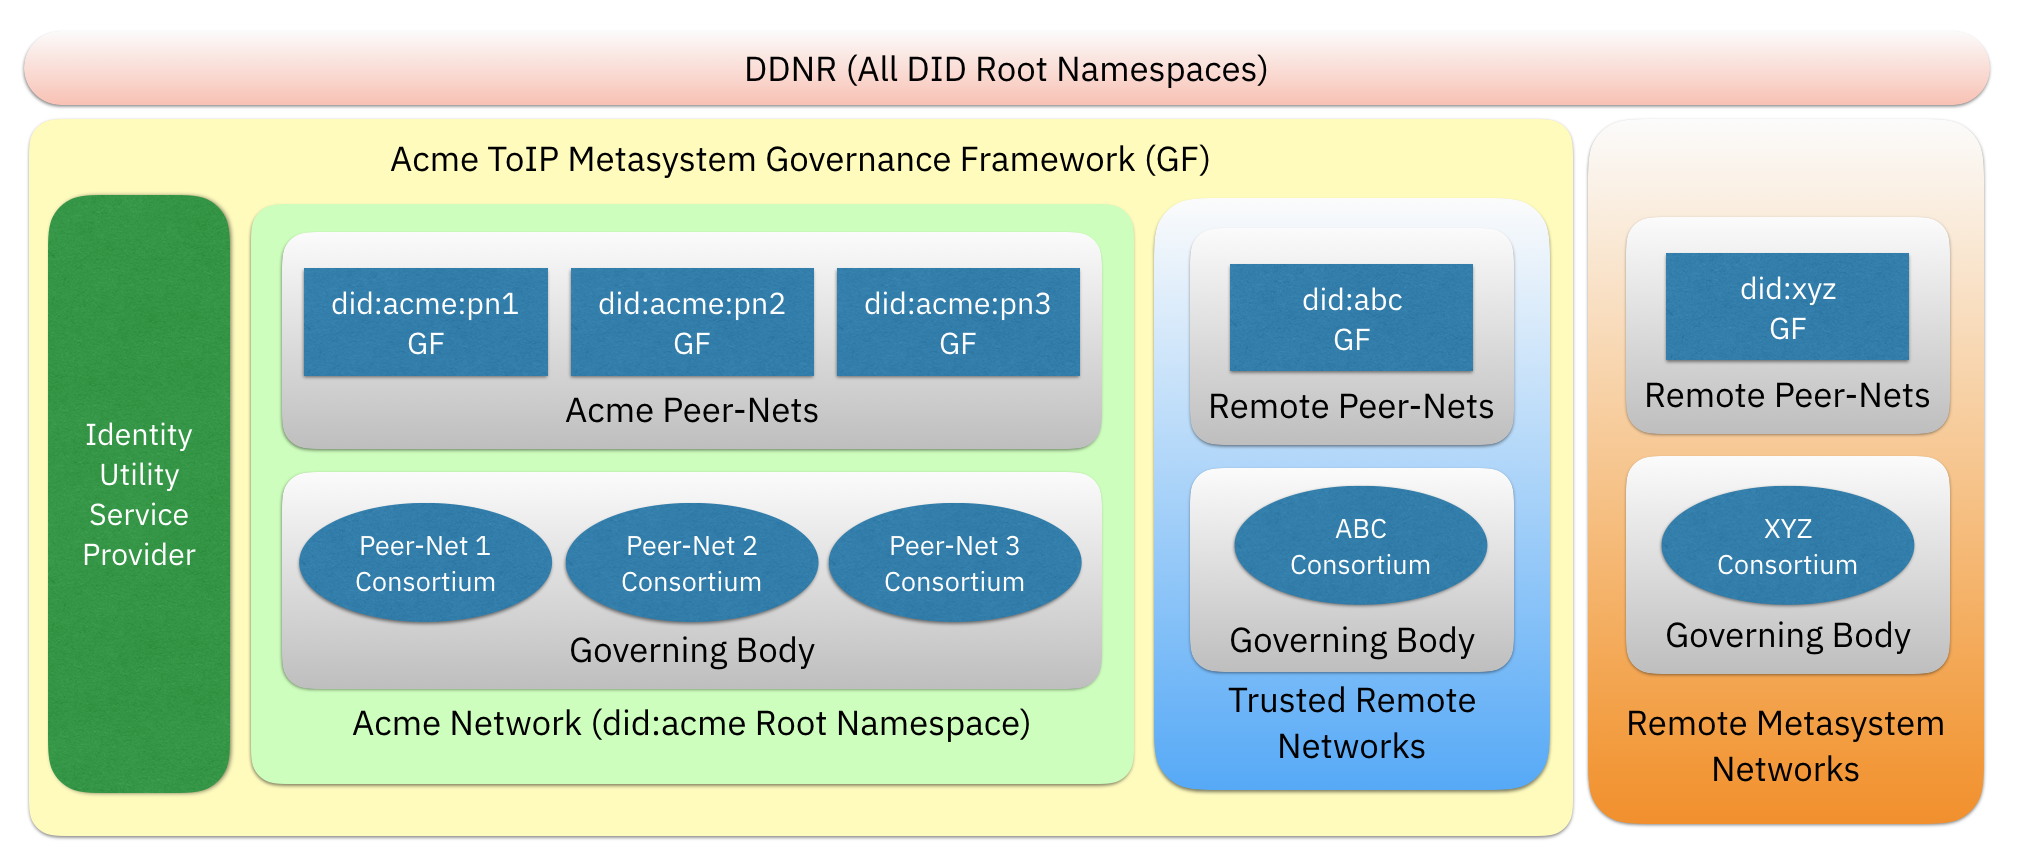 DDNR (All DID Root Namespaces)
Acme ToIP Metasystem Governance Framework (GF)
Identity
Utility
Service
Provider
did:acme:pn1
GF
did:acme:pn2
GF
did:acme:pn3
GF
Acme Peer-Nets
Peer-Net 1
Consortium
Peer-Net 2
Consortium
Peer-Net 3
Consortium
Governing Body
Acme Network (did:acme Root Namespace)
did:abc
GF
Remote Peer-Nets
ABC
Consortium
Governing Body
Trusted Remote
Networks
did:xyz
GF
Remote Peer-Nets
XYZ
Consortium
Governing Body
Remote Metasystem
Networks